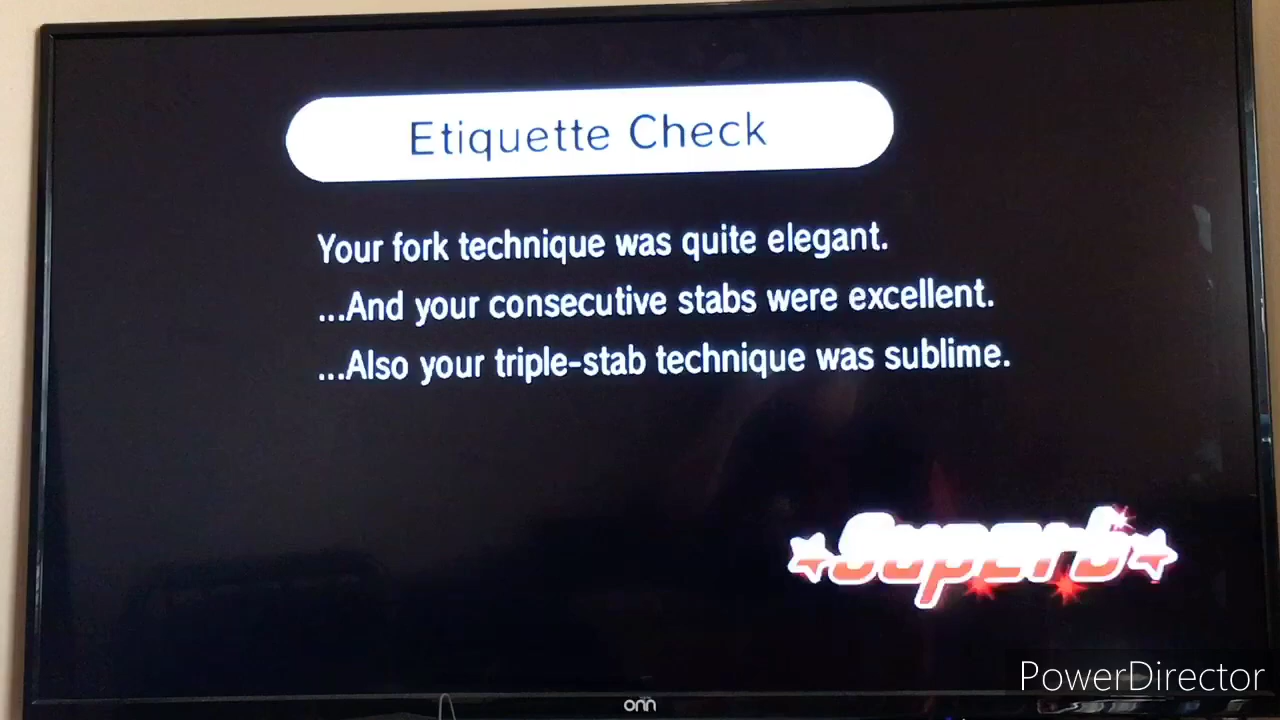 Etiquette Check
Your fork technique was quite elegant.
...And your consecutive stabs were excellent.
...Also your triple-stab technique was sublime.
Superb
PowerDirector
onn